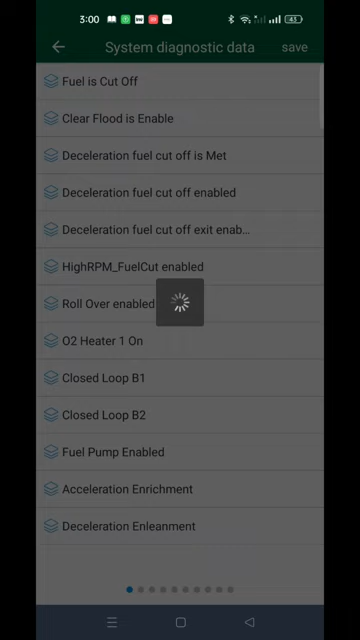 3:00
43
System diagnostic data
save
Fuel is Cut Off
Clear Flood is Enable
Deceleration fuel cut off is Met
Deceleration fuel cut off enabled
Deceleration fuel cut off exit enab...
HighRPM_FuelCut enabled
Roll Over enabled
O2 Heater 1 On
Closed Loop B1
Closed Loop B2
Fuel Pump Enabled
Acceleration Enrichment
Deceleration Enleanment